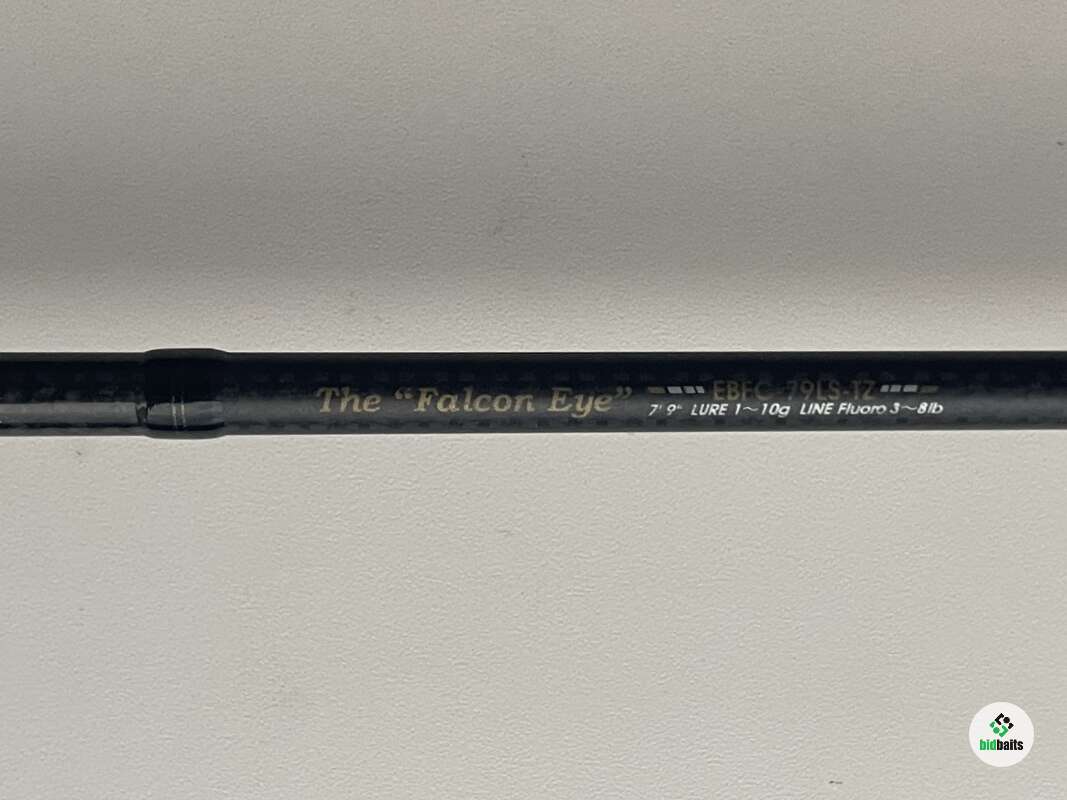 The “Falcon Eye” EBFC-79LS-TZ
7'9" LURE 1~10g LINE Fluoro 3~8lb
bidbaits